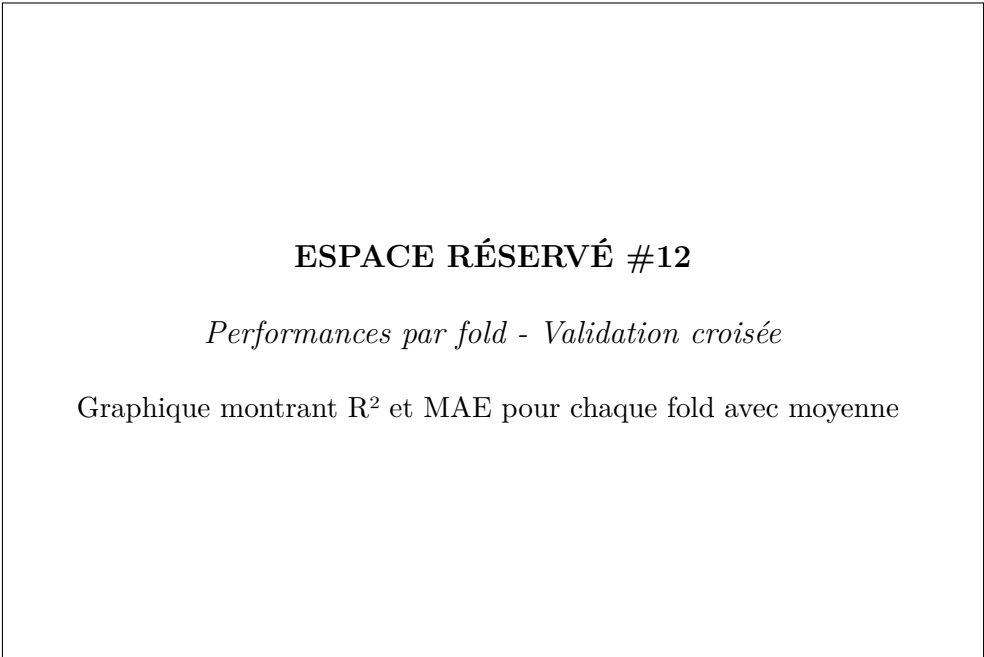 ESPACE RÉSERVÉ #12
Performances par fold - Validation croisée
Graphique montrant R² et MAE pour chaque fold avec moyenne